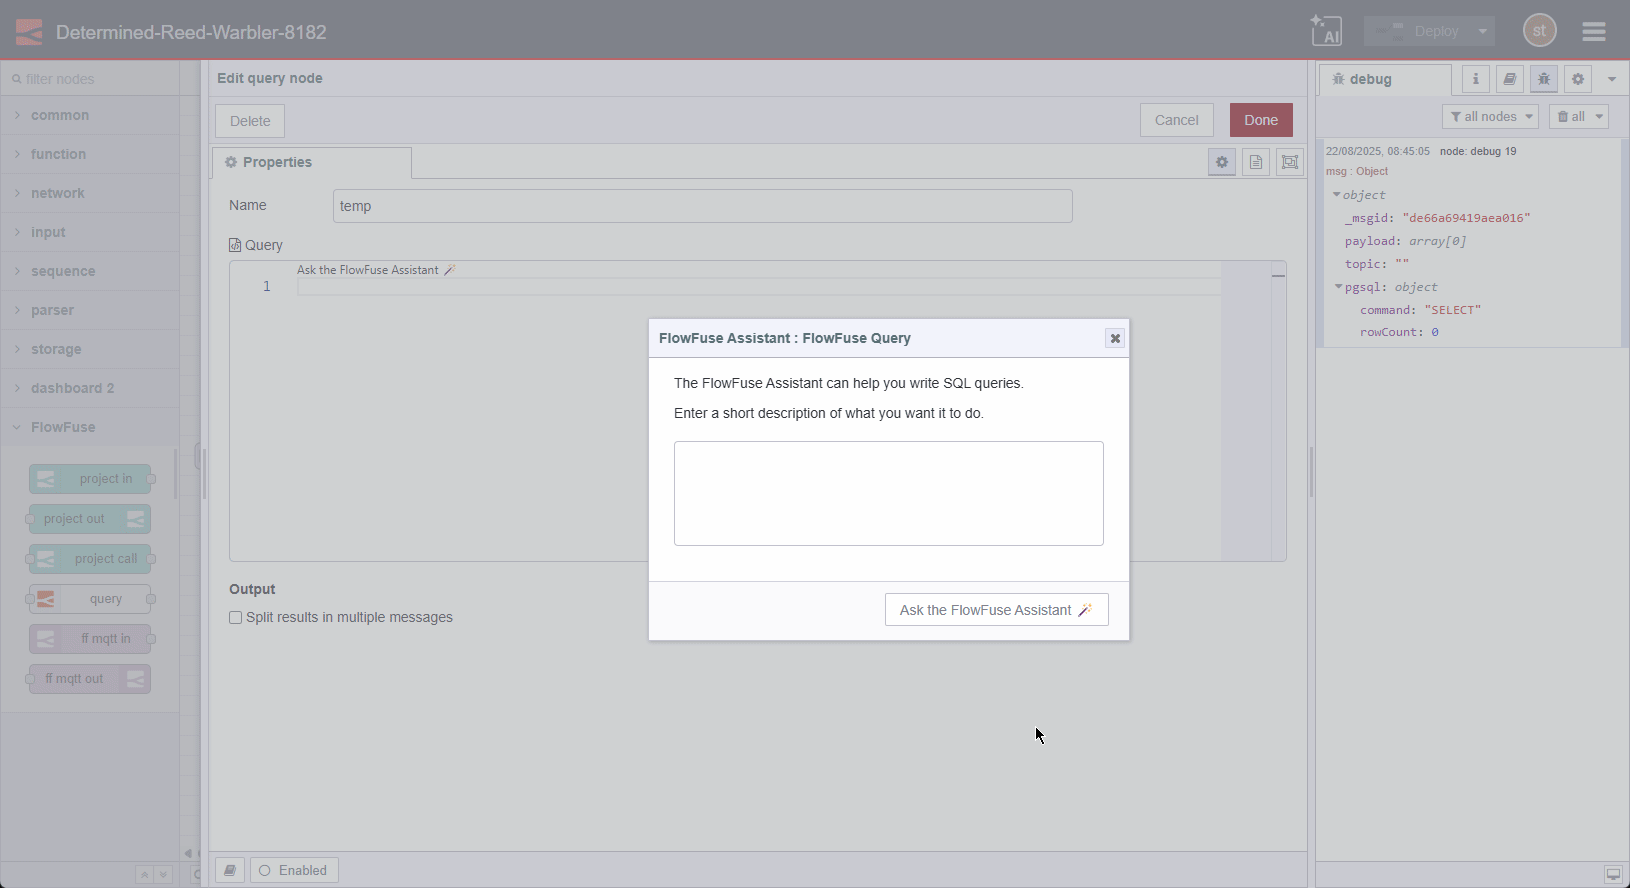 Determined-Reed-Warbler-8182
AI
Deploy
st
filter nodes
common
function
network
input
sequence
parser
storage
dashboard 2
FlowFuse
project in
project out
project call
query
ff mqtt in
ff mqtt out
Edit query node
Delete
Cancel
Done
Properties
Name
temp
Query
Ask the FlowFuse Assistant
1
FlowFuse Assistant : FlowFuse Query
The FlowFuse Assistant can help you write SQL queries.
Enter a short description of what you want it to do.
Ask the FlowFuse Assistant
Output
Split results in multiple messages
Enabled
debug
i
all nodes
all
22/08/2025, 08:45:05 node: debug 19
msg : Object
object
_msgid: "de66a69419aea016"
payload: array[0]
topic: ""
pgsql: object
command: "SELECT"
rowCount: 0